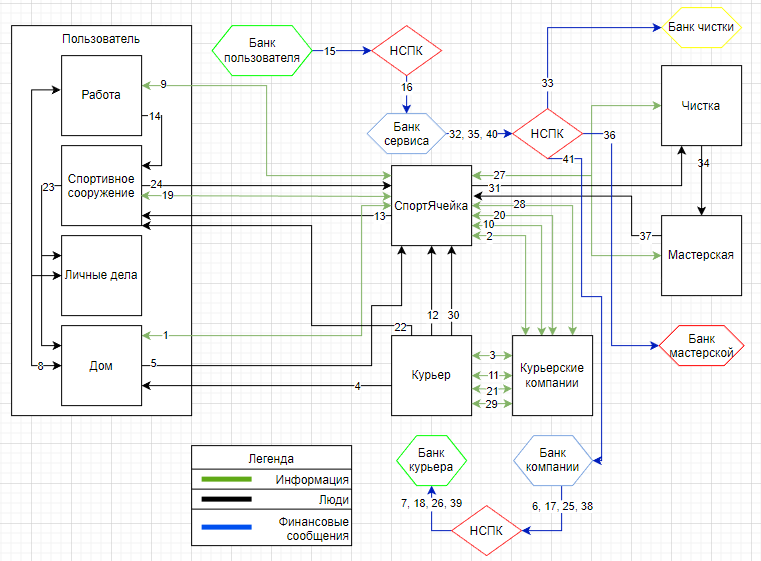 Пользователь
Банк
пользователя
15
НСПК
Банк чистки
Работа
9
16
33
14
Банк
сервиса
32, 35, 40
НСПК
36
Чистка
41
34
Спортивное
сооружение
23
24
19
13
СпортЯчейка
27
31
28
20
10
2
37
Мастерская
Личные дела
22
12
30
1
8
Дом
5
4
Курьер
3
11
21
29
Курьерские
компании
Банк
мастерской
Легенда
Информация
Люди
Финансовые
сообщения
Банк
курьера
Банк
компании
7, 18, 26, 39
6, 17, 25, 38
НСПК